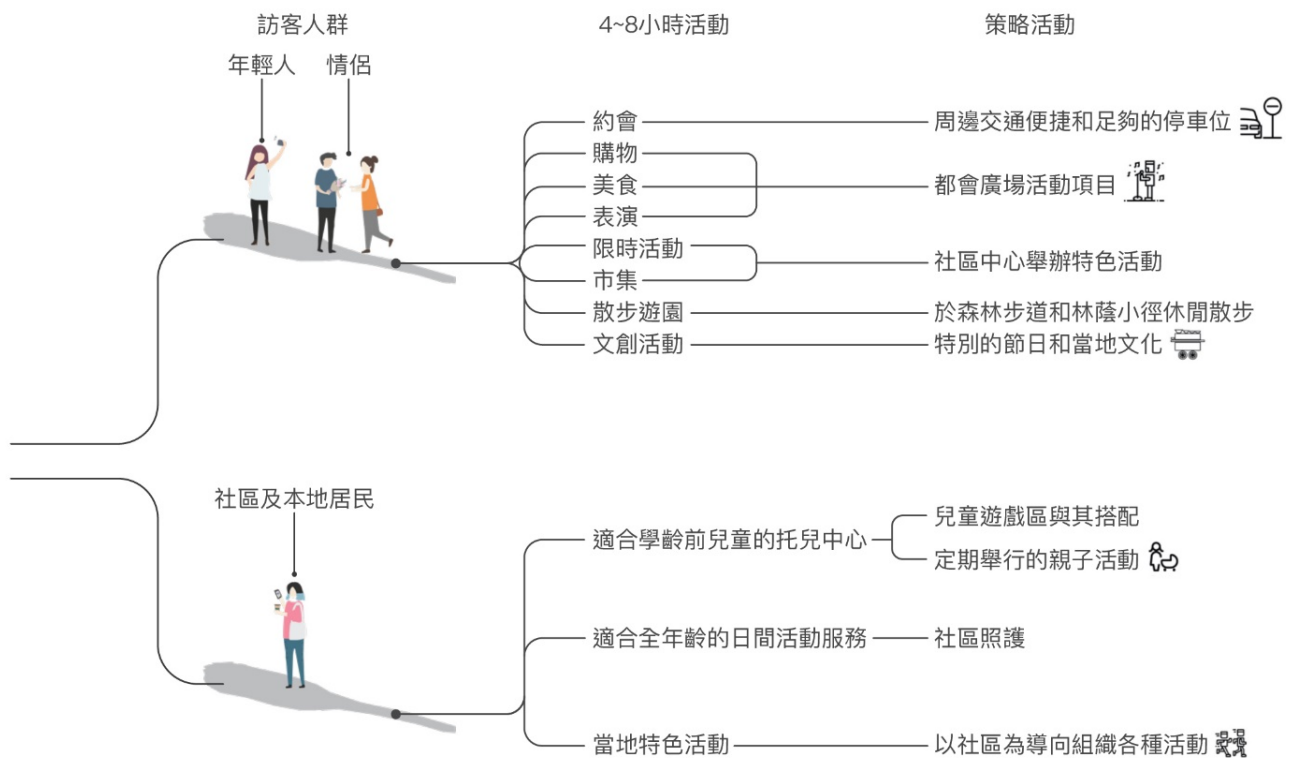 訪客人群
4~8小時活動
策略活動
年輕人
情侶
約會
周邊交通便捷和足夠的停車位
購物
美食
都會廣場活動項目
表演
限時活動
社區中心舉辦特色活動
市集
散步遊園
於森林步道和林蔭小徑休閒散步
文創活動
特別的節日和當地文化
社區及本地居民
適合學齡前兒童的托兒中心
兒童遊戲區與其搭配
定期舉行的親子活動
適合全年齡的日間活動服務
社區照護
當地特色活動
以社區為導向組織各種活動